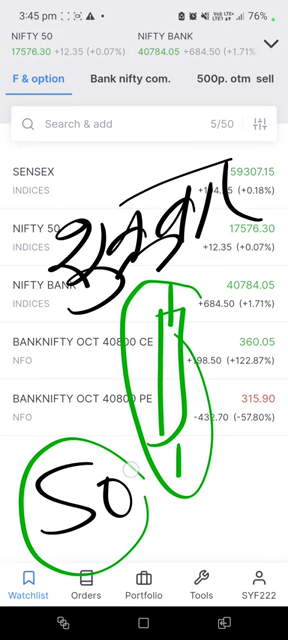 3:45 pm
76%
NIFTY 50
17576.30 +12.35 (+0.07%)
NIFTY BANK
40784.05 +684.50 (+1.71%
F & option
Bank nifty com.
500p. otm sell
Search & add
5/50
SENSEX
59307.15
INDICES
(+0.18%)
NIFTY 50
17576.30
INDICES
+12.35 (+0.07%)
NIFTY BANK
40784.05
INDICES
+684.50 (+1.71%)
BANKNIFTY OCT 40800 CE
360.05
NFO
+198.50 (+122.87%)
BANKNIFTY OCT 40800 PE
315.90
NFO
-432.70 (-57.80%)
50
Watchlist
Orders
Portfolio
Tools
SYF222